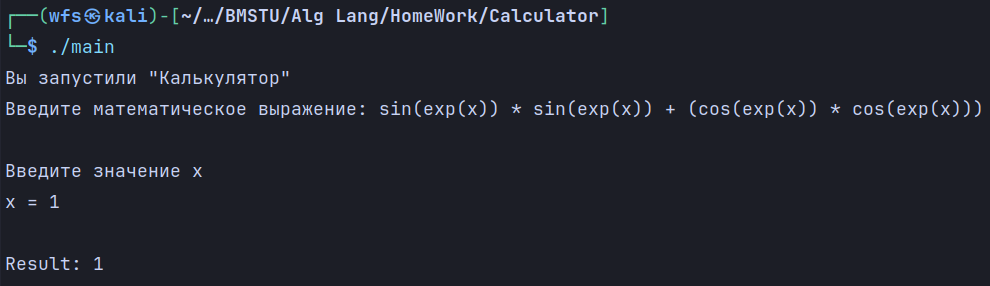 ┌──(wfs㉿kali)-[~/…/BMSTU/Alg Lang/HomeWork/Calculator]
└─$ ./main
Вы запустили "Калькулятор"
Введите математическое выражение: sin(exp(x)) * sin(exp(x)) + (cos(exp(x)) * cos(exp(x)))
Введите значение x
x = 1
Result: 1